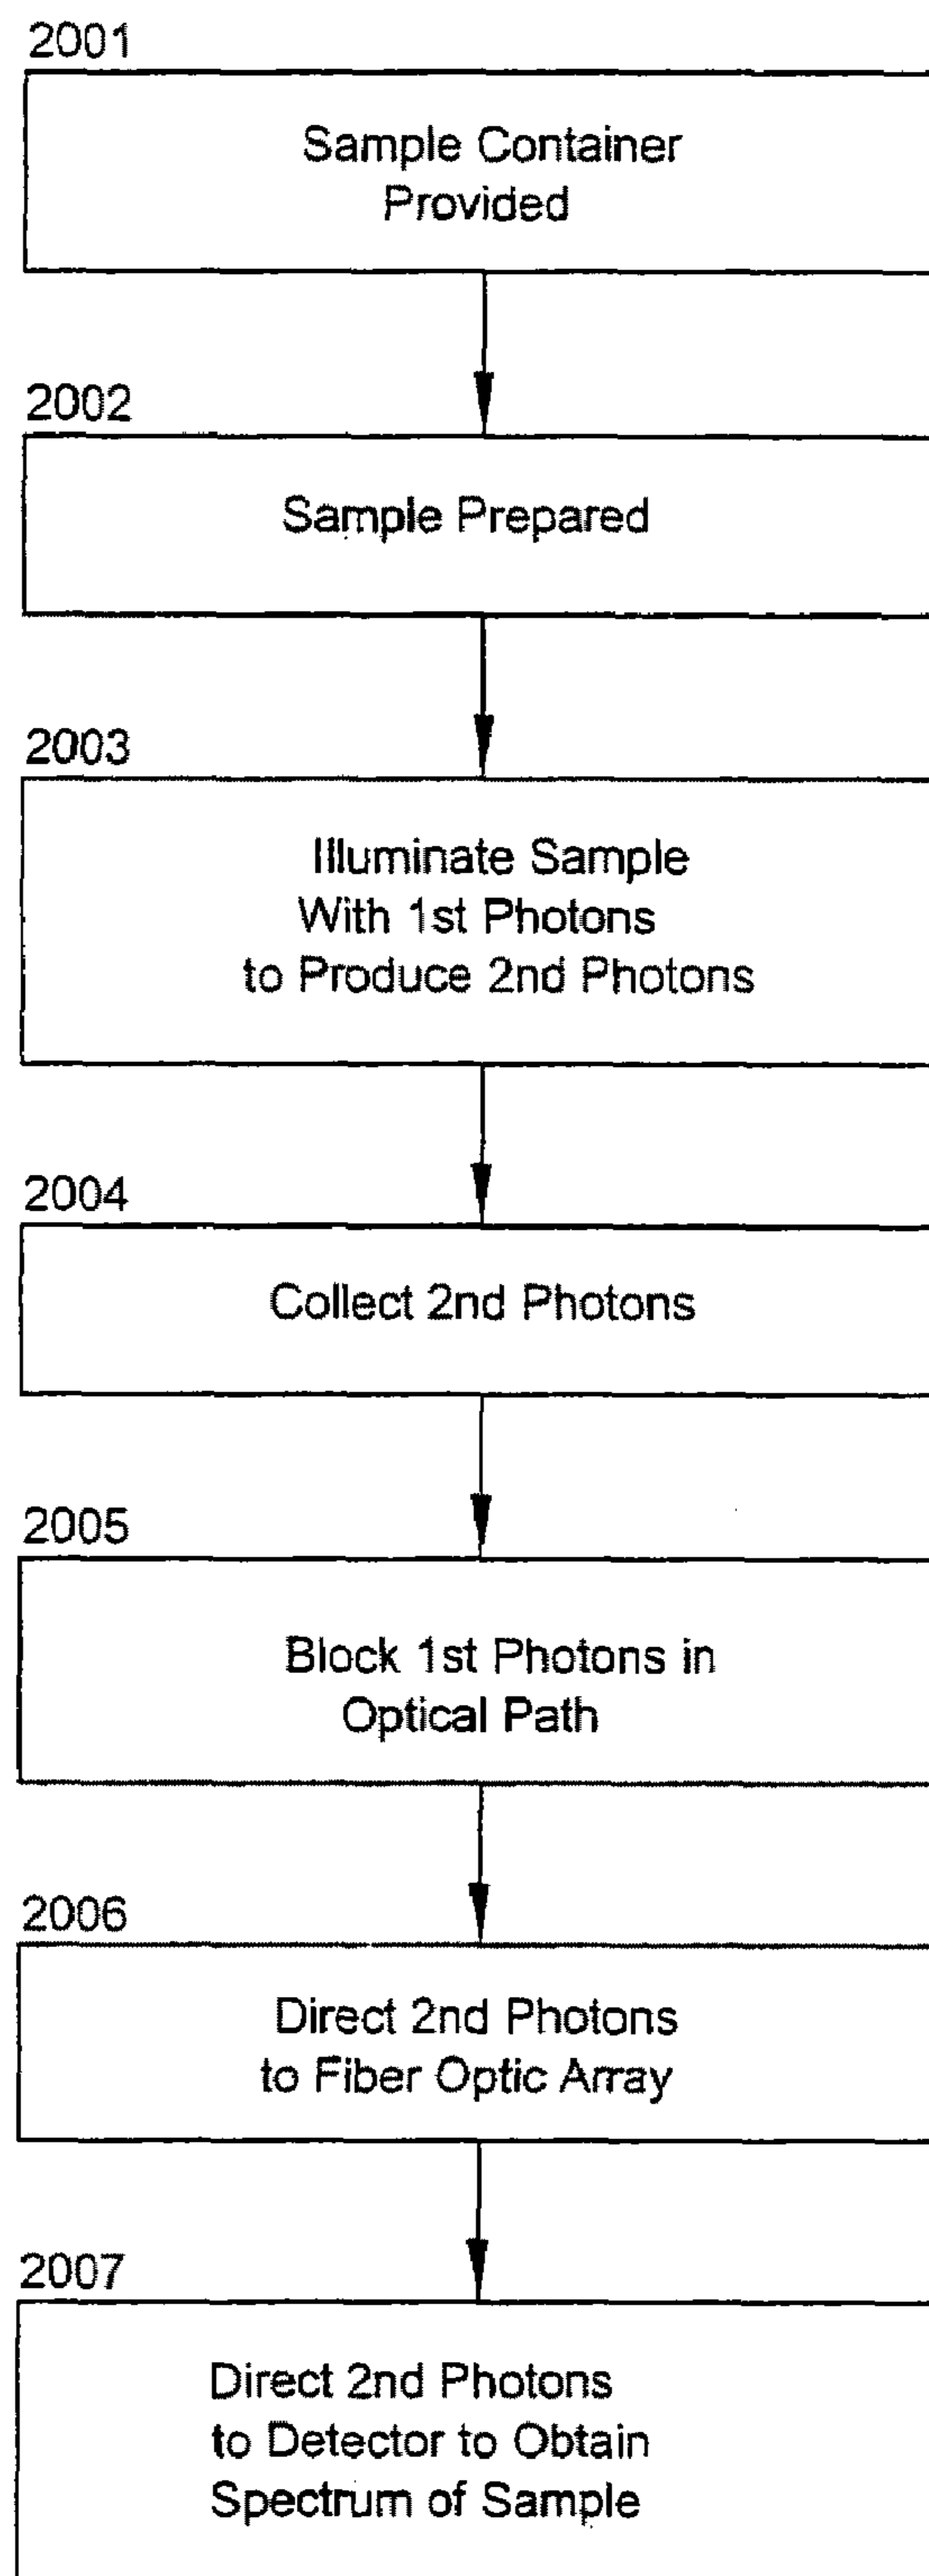 2001
Sample Container
Provided
2002
Sample Prepared
2003
Illuminate Sample
With 1st Photons
to Produce 2nd Photons
2004
Collect 2nd Photons
2005
Block 1st Photons in
Optical Path
2006
Direct 2nd Photons
to Fiber Optic Array
2007
Direct 2nd Photons
to Detector to Obtain
Spectrum of Sample